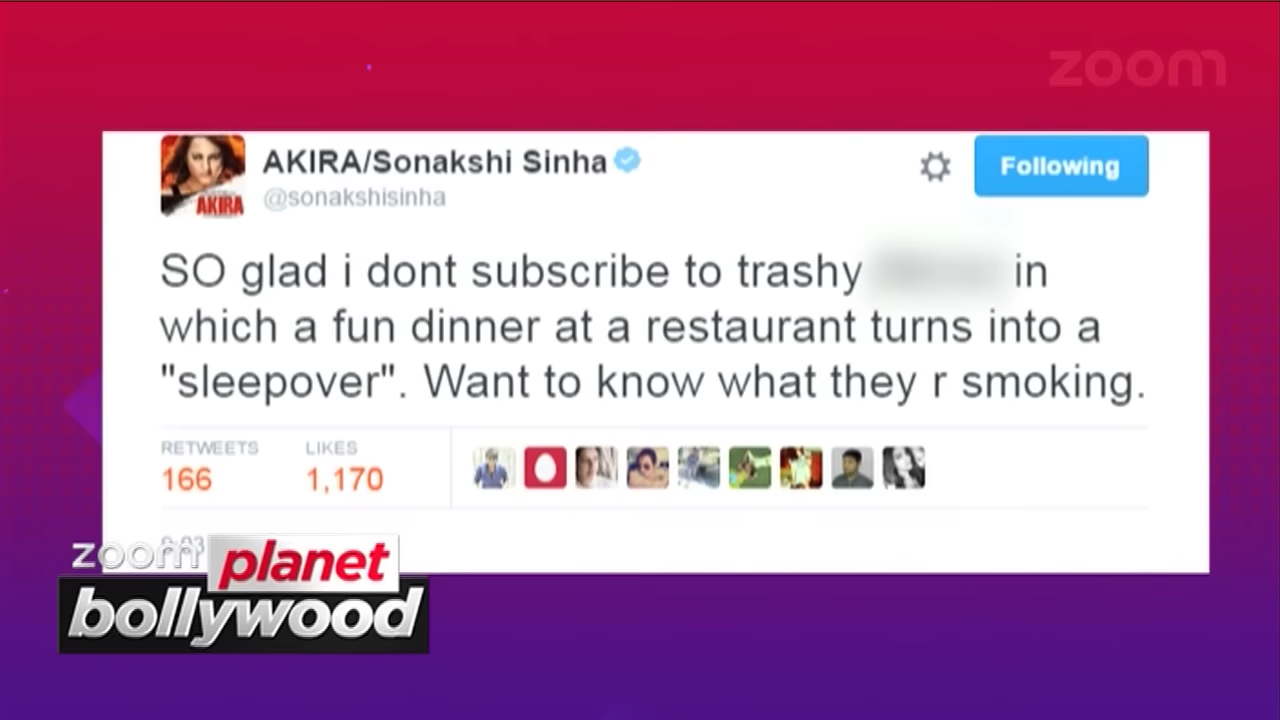 zoom
AKIRA/Sonakshi Sinha
@sonakshisinha
Following
AKIRA
SO glad i dont subscribe to trashy in
which a fun dinner at a restaurant turns into a
"sleepover". Want to know what they r smoking.
RETWEETS LIKES
166 1,170
zoom planet
bollywood